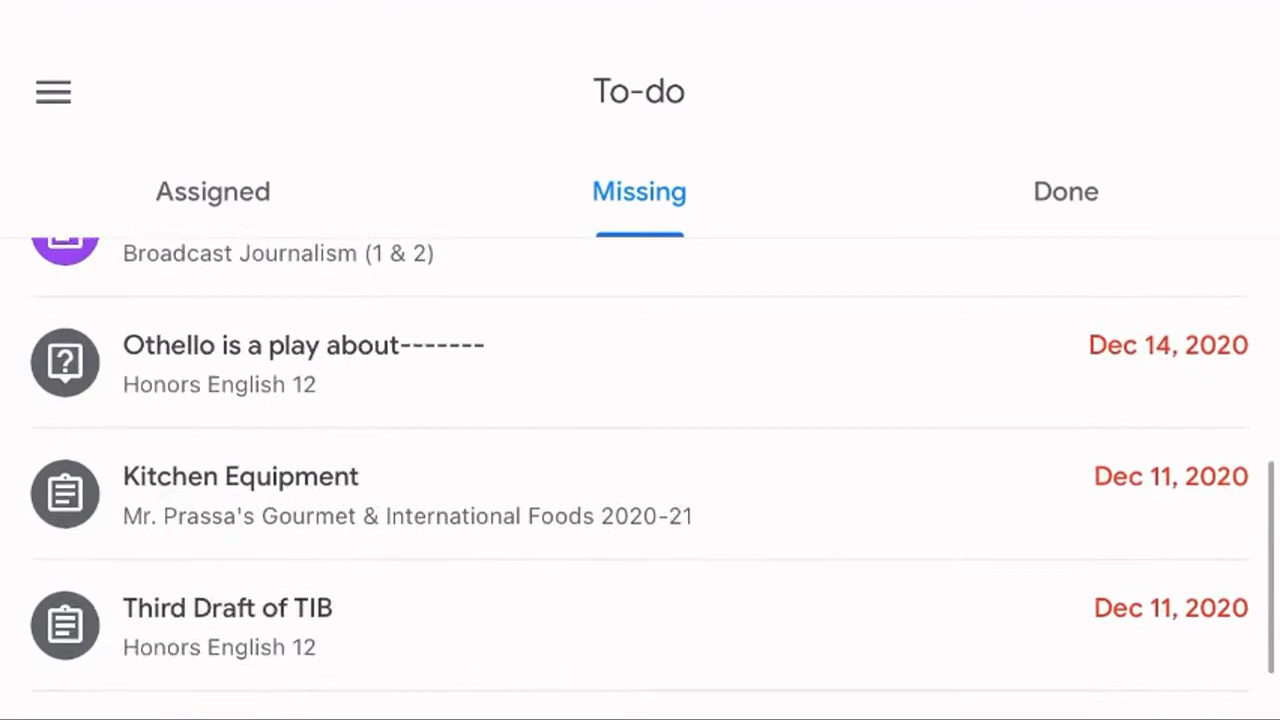 To-do
Assigned
Missing
Done
Broadcast Journalism (1 & 2)
Othello is a play about-------
Dec 14, 2020
Honors English 12
Kitchen Equipment
Dec 11, 2020
Mr. Prassa's Gourmet & International Foods 2020-21
Third Draft of TIB
Dec 11, 2020
Honors English 12